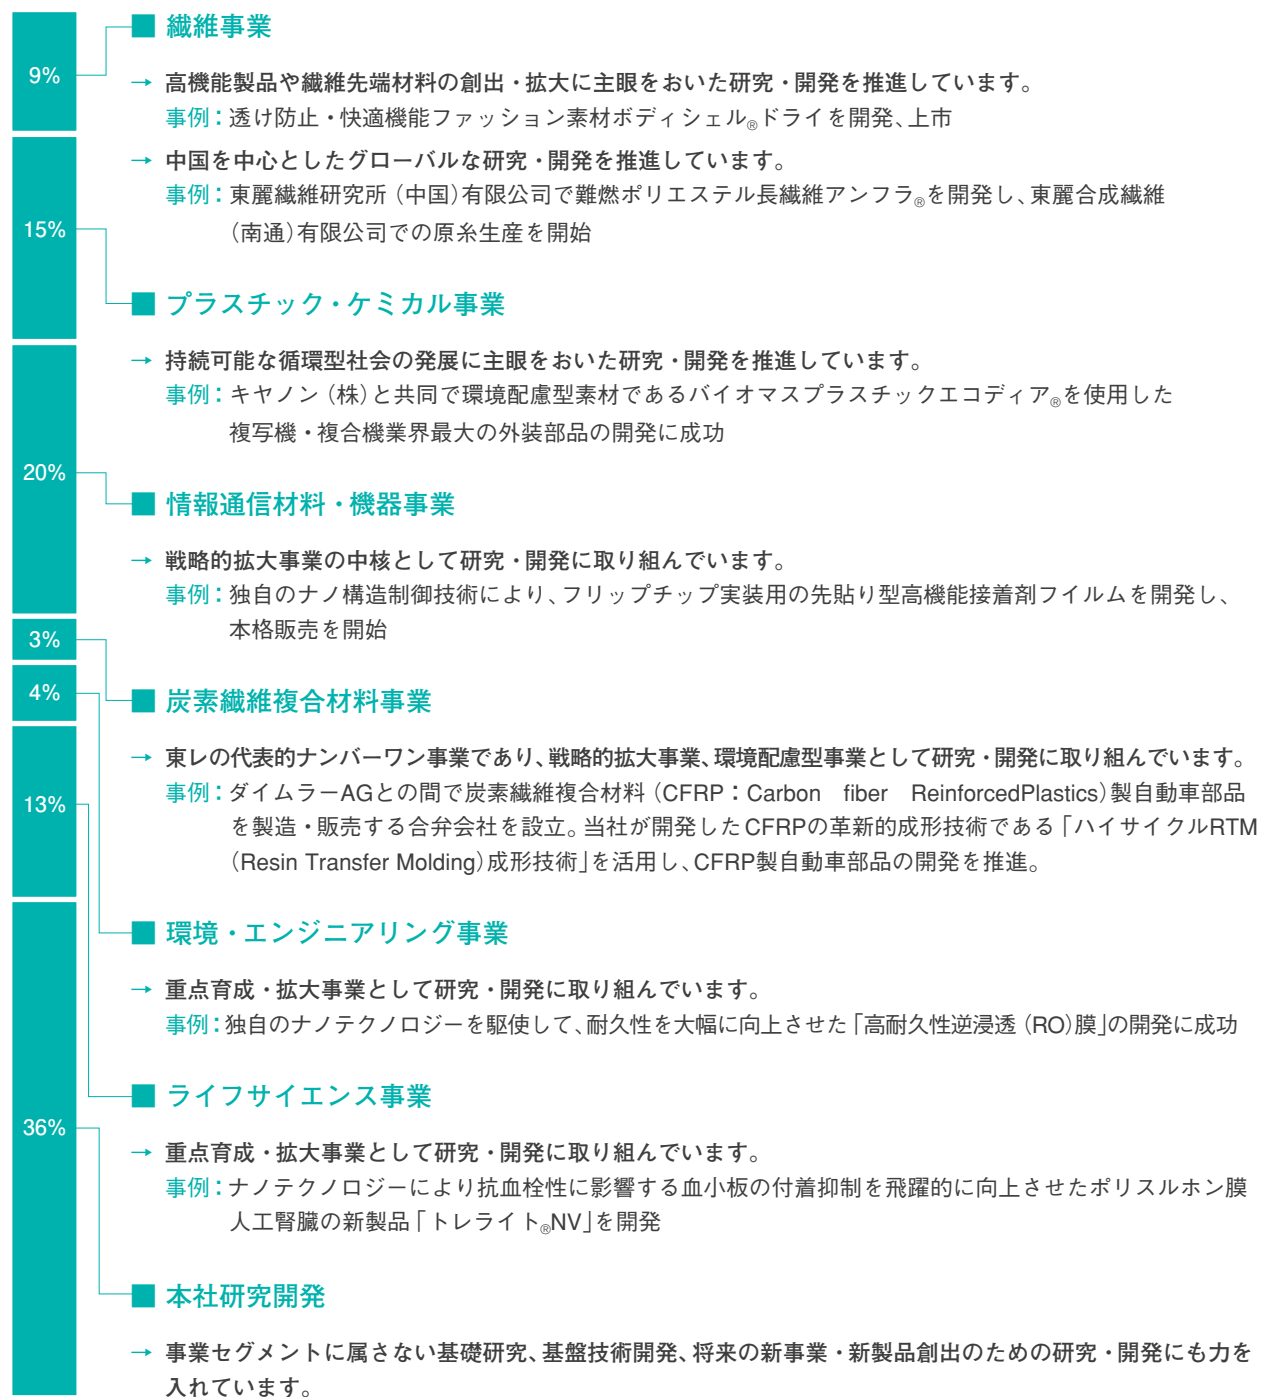 9%
■ 繊維事業
→ 高機能製品や繊維先端材料の創出・拡大に主眼をおいた研究・開発を推進しています。
事例：透け防止・快適機能ファッション素材ボディシェル®ドライを開発、上市
→ 中国を中心としたグローバルな研究・開発を推進しています。
事例：東麗繊維研究所（中国）有限公司で難燃ポリエステル長繊維アンフラ®を開発し、東麗合成繊維
（南通）有限公司での原糸生産を開始
15%
■ プラスチック・ケミカル事業
→ 持続可能な循環型社会の発展に主眼をおいた研究・開発を推進しています。
事例：キヤノン（株）と共同で環境配慮型素材であるバイオマスプラスチックエコディア®を使用した
複写機・複合機業界最大の外装部品の開発に成功
20%
■ 情報通信材料・機器事業
→ 戦略的拡大事業の中核として研究・開発に取り組んでいます。
事例：独自のナノ構造制御技術により、フリップチップ実装用の先貼り型高機能接着剤フイルムを開発し、
本格販売を開始
3%
■ 炭素繊維複合材料事業
→ 東レの代表的ナンバーワン事業であり、戦略的拡大事業、環境配慮型事業として研究・開発に取り組んでいます。
事例：ダイムラーAGとの間で炭素繊維複合材料（CFRP：Carbon　fiber　ReinforcedPlastics）製自動車部品
を製造・販売する合弁会社を設立。当社が開発したCFRPの革新的成形技術である「ハイサイクルRTM
（Resin Transfer Molding）成形技術」を活用し、CFRP製自動車部品の開発を推進。
4%
■ 環境・エンジニアリング事業
→ 重点育成・拡大事業として研究・開発に取り組んでいます。
事例：独自のナノテクノロジーを駆使して、耐久性を大幅に向上させた「高耐久性逆浸透（RO）膜」の開発に成功
13%
■ ライフサイエンス事業
→ 重点育成・拡大事業として研究・開発に取り組んでいます。
事例：ナノテクノロジーにより抗血栓性に影響する血小板の付着抑制を飛躍的に向上させたポリスルホン膜
人工腎臓の新製品「トレライト®NV」を開発
36%
■ 本社研究開発
→ 事業セグメントに属さない基礎研究、基盤技術開発、将来の新事業・新製品創出のための研究・開発にも力を
入れています。